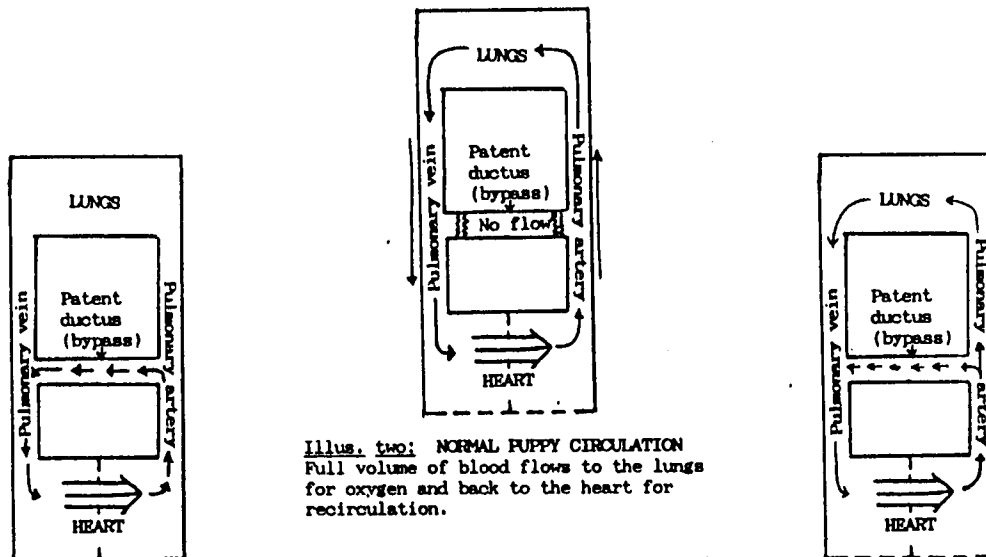 LUNGS
Pulmonary vein
Patent
ductus
(bypass)
Pulmonary artery
HEART
LUNGS
Pulmonary vein
Patent
ductus
(bypass)
No flow
Pulmonary artery
HEART
Illus. two: NORMAL PUPPY CIRCULATION
Full volume of blood flows to the lungs
for oxygen and back to the heart for
recirculation.
LUNGS
Pulmonary vein
Patent
ductus
(bypass)
Pulmonary artery
HEART